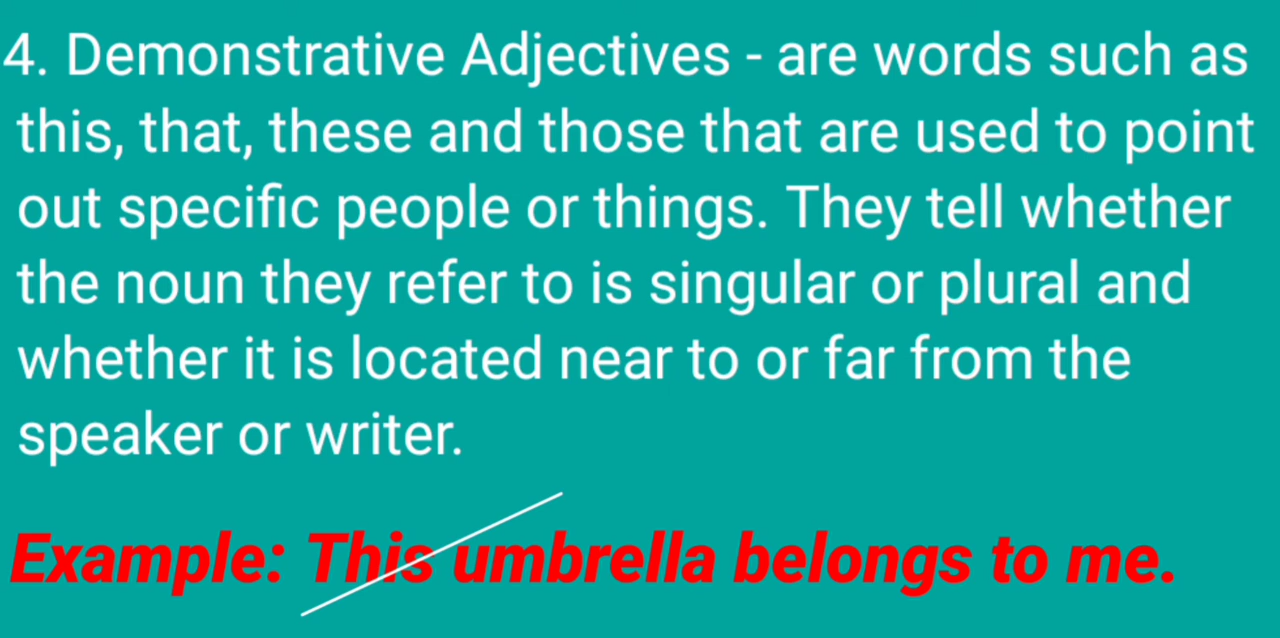 4. Demonstrative Adjectives - are words such as
this, that, these and those that are used to point
out specific people or things. They tell whether
the noun they refer to is singular or plural and
whether it is located near to or far from the
speaker or writer.
Example: This umbrella belongs to me.